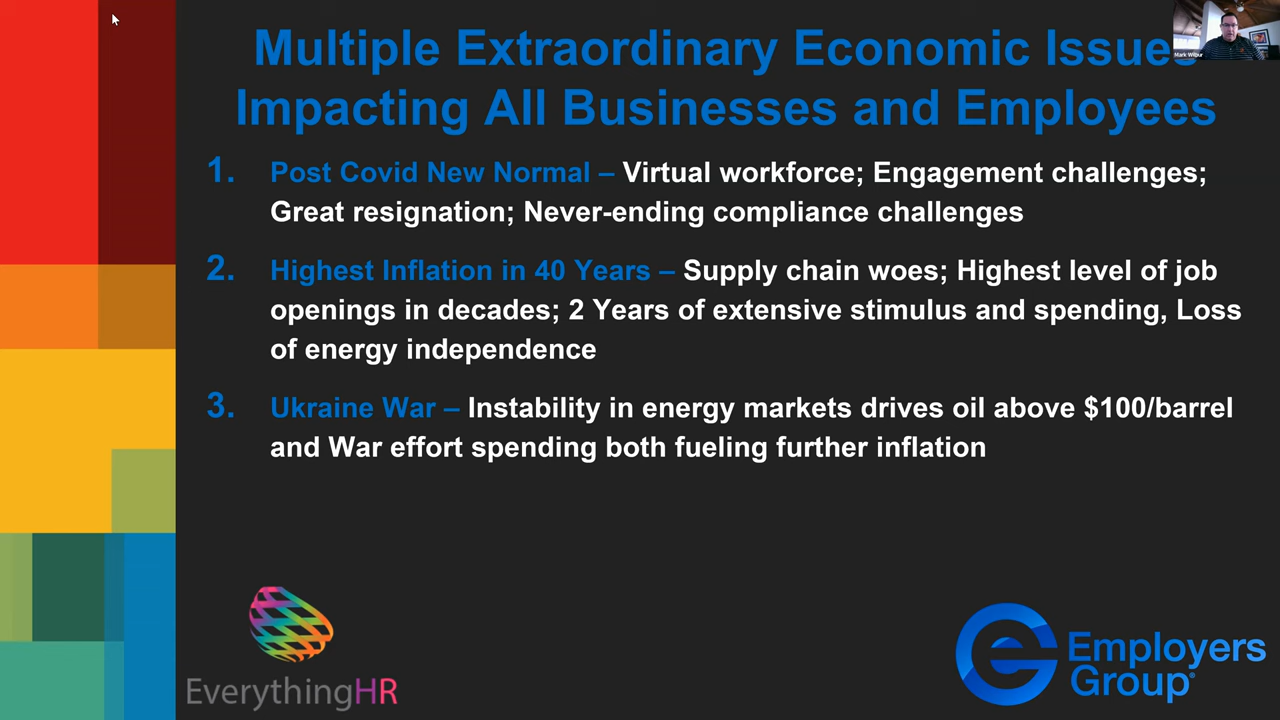 Multiple Extraordinary Economic Issues
Impacting All Businesses and Employees
Mark Wilbur
1. Post Covid New Normal – Virtual workforce; Engagement challenges;
Great resignation; Never-ending compliance challenges
2. Highest Inflation in 40 Years – Supply chain woes; Highest level of job
openings in decades; 2 Years of extensive stimulus and spending, Loss
of energy independence
3. Ukraine War – Instability in energy markets drives oil above $100/barrel
and War effort spending both fueling further inflation
EverythingHR
Employers
Group®